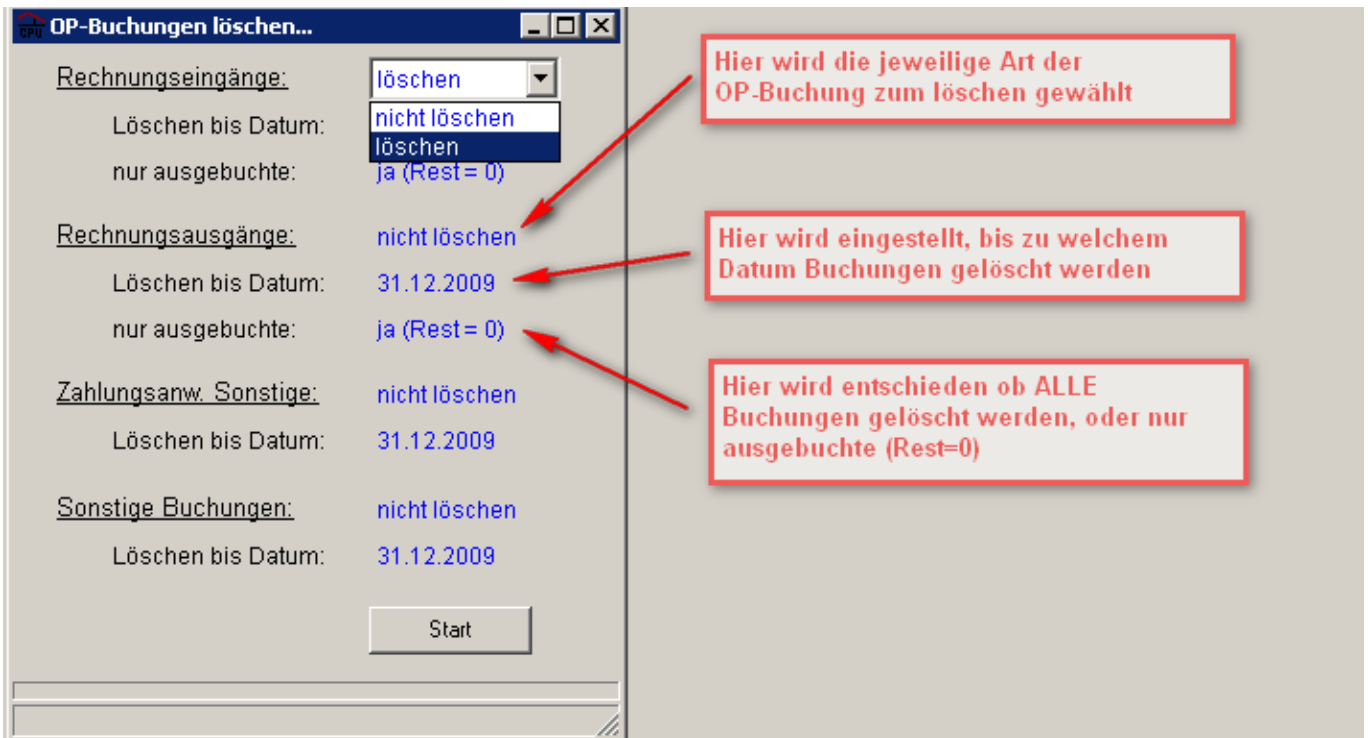 OP-Buchungen löschen...
Rechnungseingänge: löschen
Löschen bis Datum: nicht löschen
löschen
nur ausgebuchte: ja (Rest = 0)
Rechnungsausgänge: nicht löschen
Löschen bis Datum: 31.12.2009
nur ausgebuchte: ja (Rest = 0)
Zahlungsanw. Sonstige: nicht löschen
Löschen bis Datum: 31.12.2009
Sonstige Buchungen: nicht löschen
Löschen bis Datum: 31.12.2009
Start
Hier wird die jeweilige Art der
OP-Buchung zum löschen gewählt
Hier wird eingestellt, bis zu welchem
Datum Buchungen gelöscht werden
Hier wird entschieden ob ALLE
Buchungen gelöscht werden, oder nur
ausgebuchte (Rest=0)